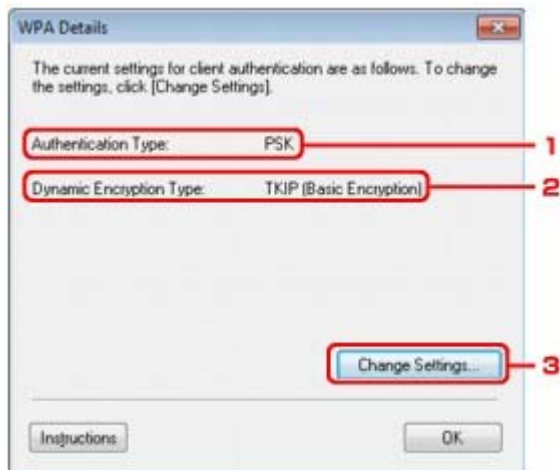 WPA Details
The current settings for client authentication are as follows. To change
the settings, click [Change Settings].
Authentication Type: PSK 1
Dynamic Encryption Type: TKIP (Basic Encryption) 2
Change Settings... 3
Instructions OK